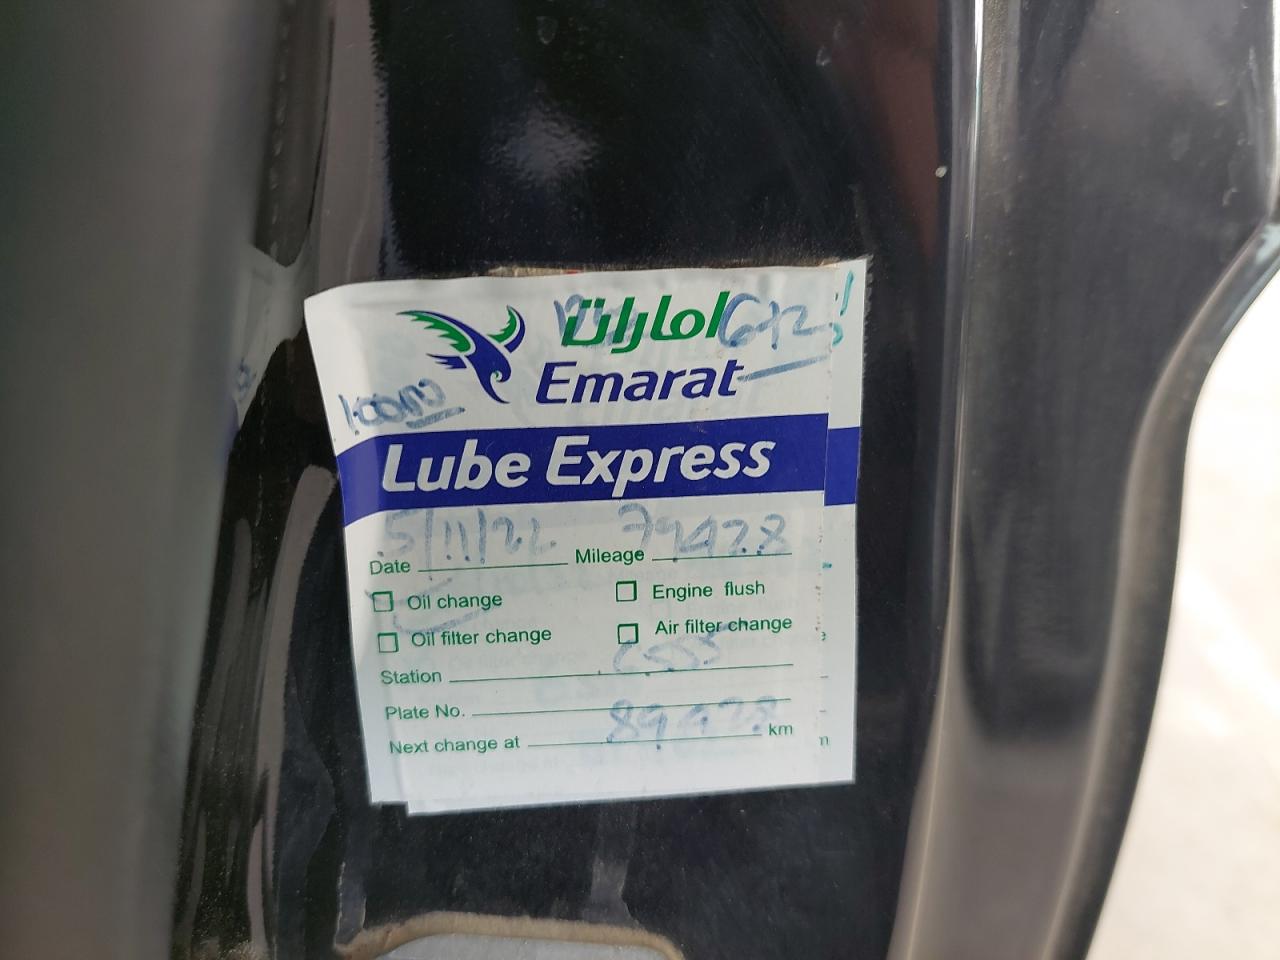 امارات
Emarat
Lube Express
Date 5/11/22 Mileage 79428
Oil change Engine flush
Oil filter change Air filter change
Station
Plate No.
Next change at 89428 km